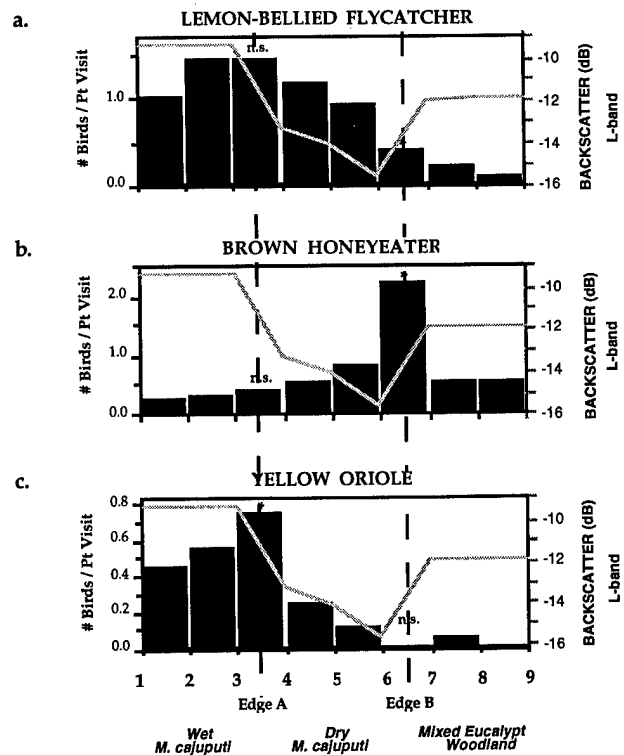 a.
LEMON-BELLIED FLYCATCHER
n.s.
1.0
0.0
# Birds / Pt Visit
-10
-12
-14
-16
BACKSCATTER (dB)
L-band
b.
BROWN HONEYEATER
*
n.s.
2.0
1.0
0.0
# Birds / Pt Visit
-10
-12
-14
-16
BACKSCATTER (dB)
L-band
c.
YELLOW ORIOLE
*
n.s.
0.8
0.6
0.4
0.2
0.0
# Birds / Pt Visit
-10
-12
-14
-16
BACKSCATTER (dB)
L-band
1 2 3 4 5 6 7 8 9
Edge A Edge B
Wet Dry Mixed Eucalypt
M. cajuputi M. cajuputi Woodland